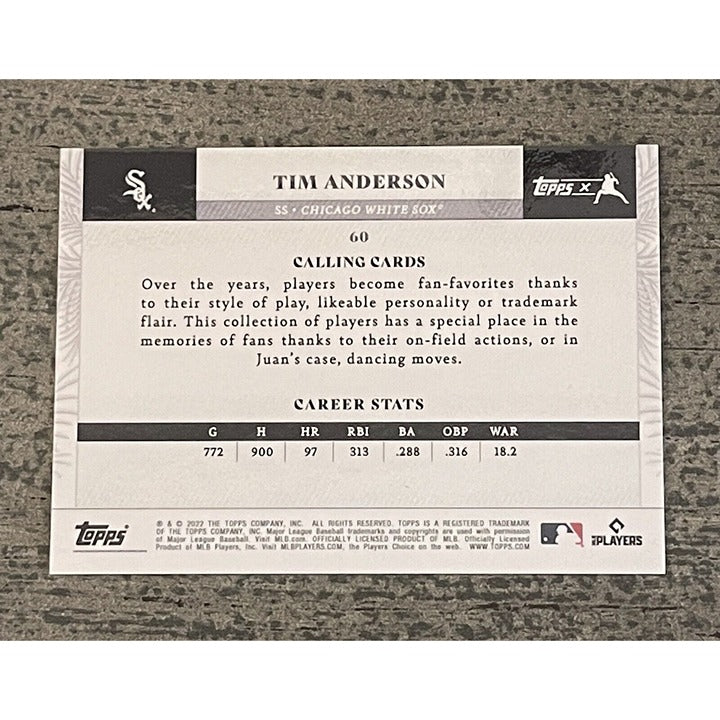 Sox
TIM ANDERSON
SS • CHICAGO WHITE SOX®
TOPPS X
60
CALLING CARDS
Over the years, players become fan-favorites thanks
to their style of play, likeable personality or trademark
flair. This collection of players has a special place in the
memories of fans thanks to their on-field actions, or in
Juan's case, dancing moves.
CAREER STATS
G H HR RBI BA OBP WAR
772 900 97 313 .288 .316 18.2
TOPPS
® & © 2022 THE TOPPS COMPANY, INC. ALL RIGHTS RESERVED. TOPPS IS A REGISTERED TRADEMARK
OF THE TOPPS COMPANY, INC. Major League Baseball trademarks and copyrights are used with permission
of Major League Baseball. Visit MLB.com. OFFICIALLY LICENSED PRODUCT OF MLB. Officially Licensed
Product of MLB Players, Inc. Visit MLBPLAYERS.COM, the Players Choice on the web. WWW.TOPPS.COM
MLB PLAYERS